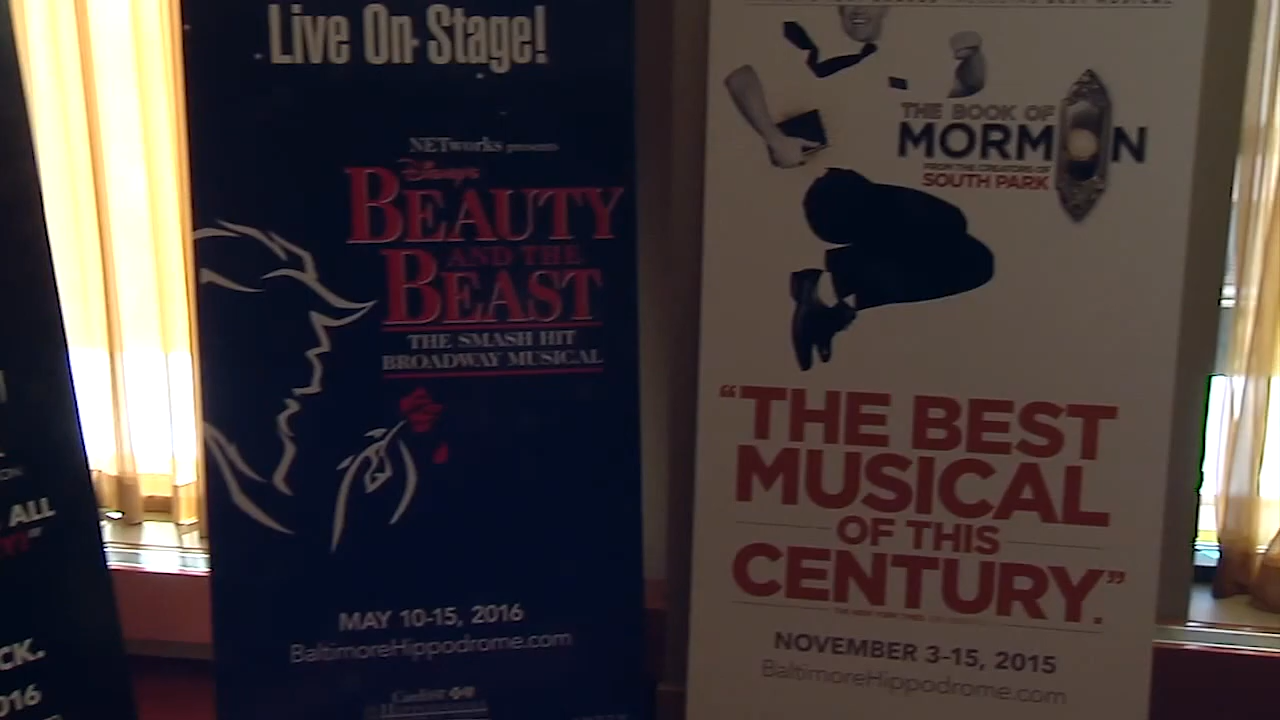 ALL
CK.
016
Live On Stage!
NETworks presents
Disney's
BEAUTY
AND THE
BEAST
THE SMASH HIT
BROADWAY MUSICAL
MAY 10-15, 2016
BaltimoreHippodrome.com
THE BOOK OF
MORMON
FROM THE CREATORS OF
SOUTH PARK
"THE BEST
MUSICAL
OF THIS
CENTURY."
NOVEMBER 3-15, 2015
BaltimoreHippodrome.com